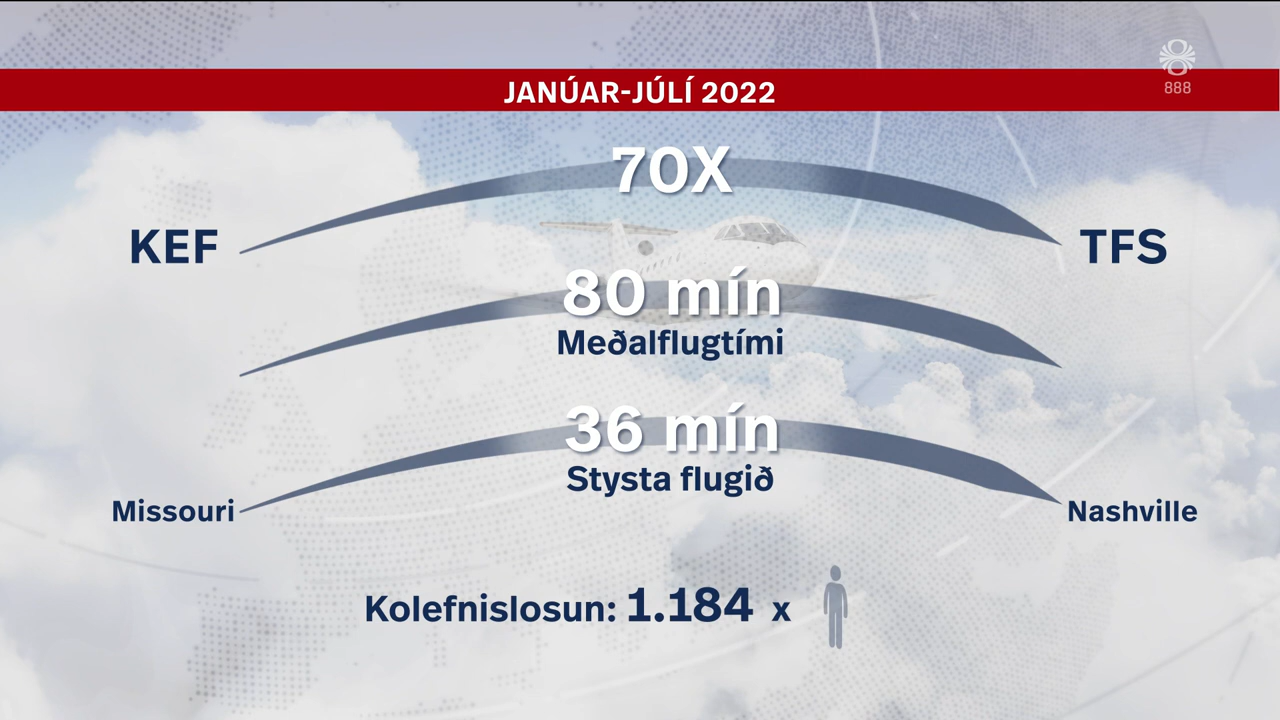 JANÚAR-JÚLÍ 2022
888
70X
KEF
TFS
80 mín
Meðalflugtími
36 mín
Stysta flugið
Missouri
Nashville
Kolefnislosun: 1.184 x